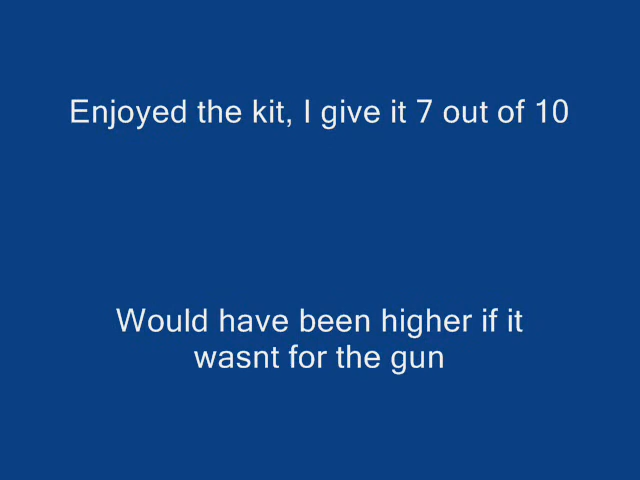 Enjoyed the kit, I give it 7 out of 10
Would have been higher if it
wasnt for the gun